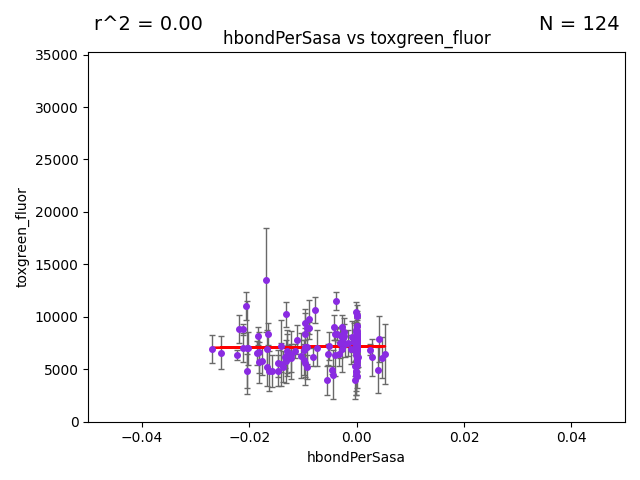 r^2 = 0.00
N = 124
hbondPerSasa vs toxgreen_fluor
35000
30000
25000
20000
15000
10000
5000
0
toxgreen_fluor
−0.04
−0.02
0.00
0.02
0.04
hbondPerSasa